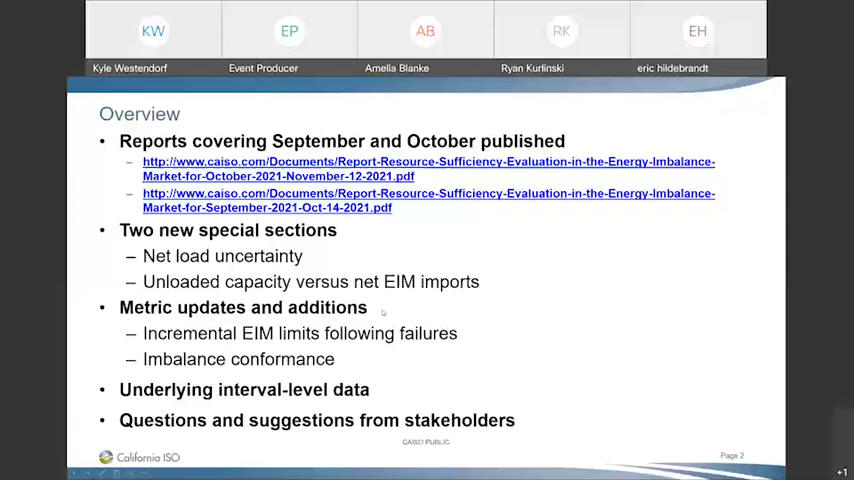 KW
EP
AB
RK
EH
Kyle Westendorf
Event Producer
Amelia Blanke
Ryan Kurlinski
eric hildebrandt
Overview
• Reports covering September and October published
– http://www.caiso.com/Documents/Report-Resource-Sufficiency-Evaluation-in-the-Energy-Imbalance-
Market-for-October-2021-November-12-2021.pdf
– http://www.caiso.com/Documents/Report-Resource-Sufficiency-Evaluation-in-the-Energy-Imbalance-
Market-for-September-2021-Oct-14-2021.pdf
• Two new special sections
– Net load uncertainty
– Unloaded capacity versus net EIM imports
• Metric updates and additions
– Incremental EIM limits following failures
– Imbalance conformance
• Underlying interval-level data
• Questions and suggestions from stakeholders
CAISO PUBLIC
California ISO
Page 2
+1